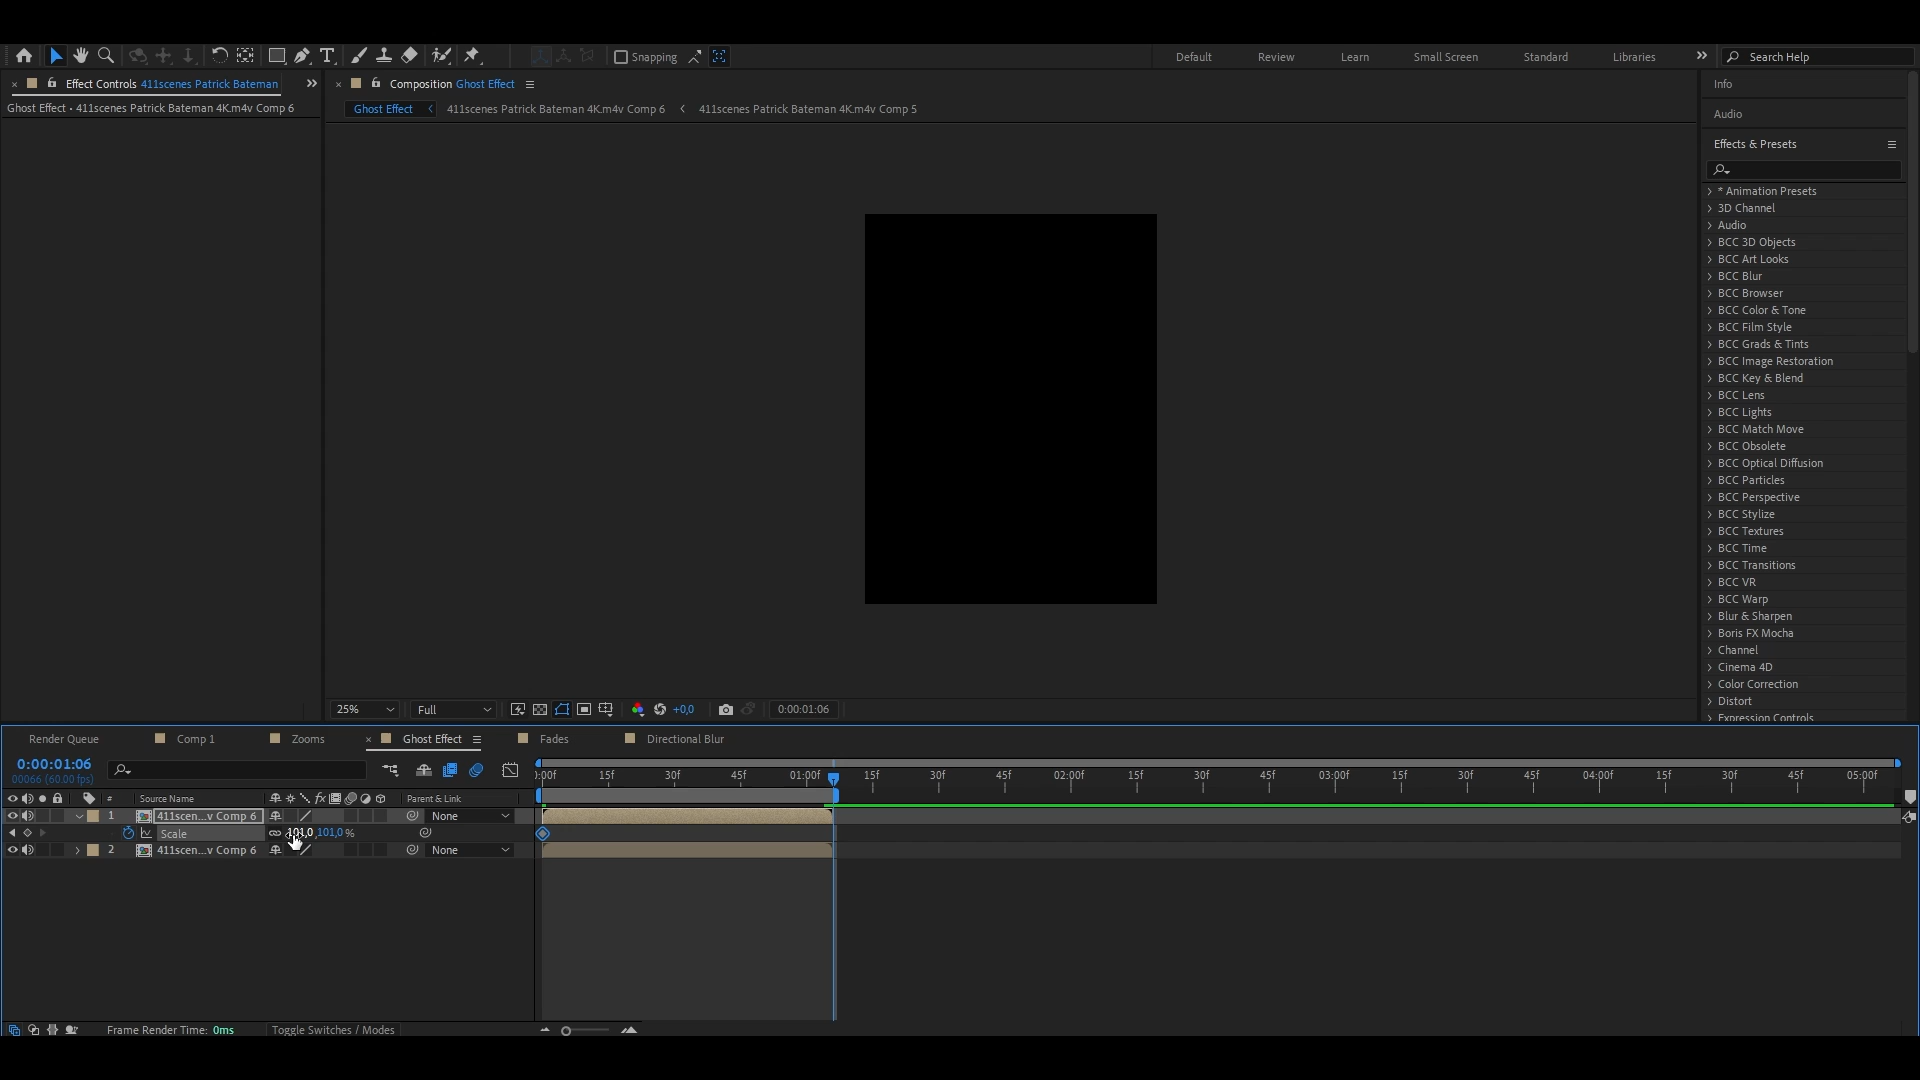 Snapping
Default
Review
Learn
Small Screen
Standard
Libraries
Search Help
Effect Controls 411scenes Patrick Bateman
Composition Ghost Effect
Info
Ghost Effect • 411scenes Patrick Bateman 4K.m4v Comp 6
Ghost Effect
411scenes Patrick Bateman 4K.m4v Comp 6
411scenes Patrick Bateman 4K.m4v Comp 5
Audio
Effects & Presets
* Animation Presets
3D Channel
Audio
BCC 3D Objects
BCC Art Looks
BCC Blur
BCC Browser
BCC Color & Tone
BCC Film Style
BCC Grads & Tints
BCC Image Restoration
BCC Key & Blend
BCC Lens
BCC Lights
BCC Match Move
BCC Obsolete
BCC Optical Diffusion
BCC Particles
BCC Perspective
BCC Stylize
BCC Textures
BCC Time
BCC Transitions
BCC VR
BCC Warp
Blur & Sharpen
Boris FX Mocha
Channel
Cinema 4D
Color Correction
Distort
Expression Controls
25%
Full
+0,0
0:00:01:06
Render Queue
Comp 1
Zooms
Ghost Effect
Fades
Directional Blur
0:00:01:06
00066 (60.00 fps)
):00f 15f 30f 45f 01:00f 15f 30f 45f 02:00f 15f 30f 45f 03:00f 15f 30f 45f 04:00f 15f 30f 45f 05:00f
# Source Name fx Parent & Link
1 411scen...v Comp 6 None
Scale 101,0, 101,0 %
2 411scen...v Comp 6 None
Frame Render Time: 0ms
Toggle Switches / Modes